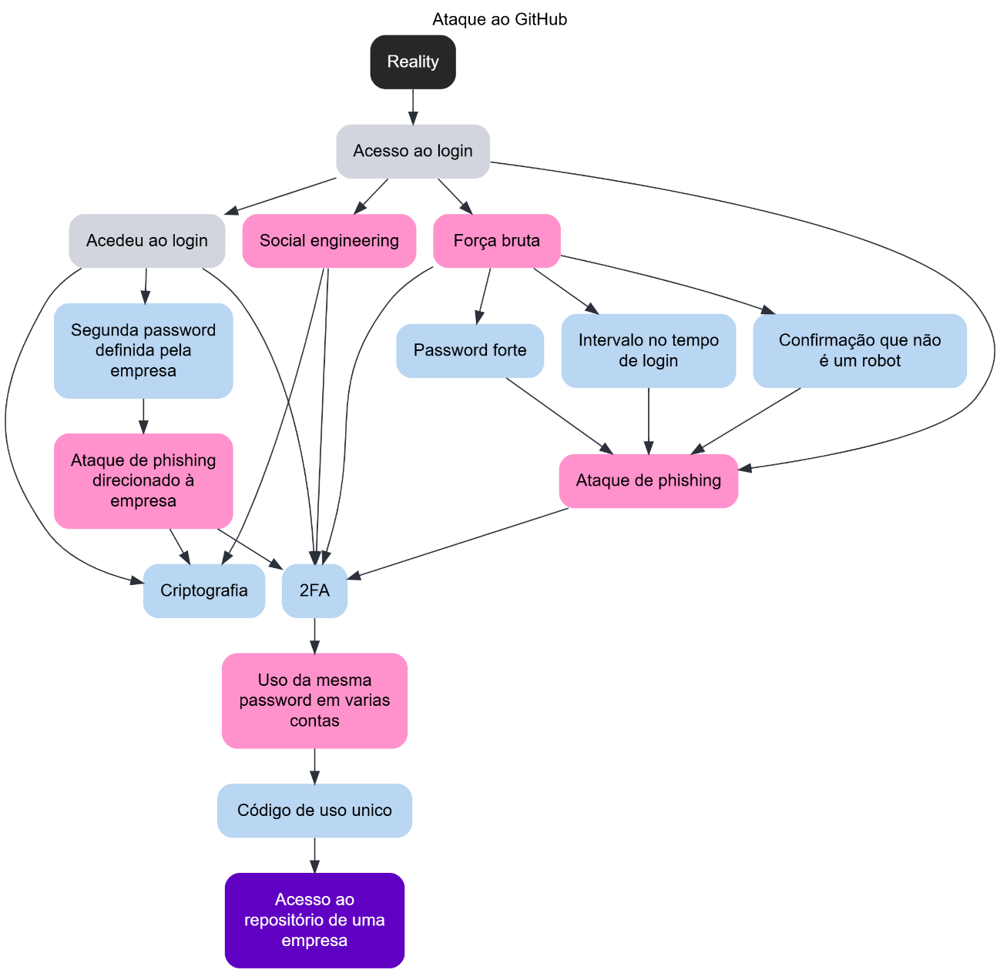 Ataque ao GitHub
Reality
Acesso ao login
Acedeu ao login
Social engineering
Força bruta
Segunda password
definida pela
empresa
Password forte
Intervalo no tempo
de login
Confirmação que não
é um robot
Ataque de phishing
direcionado à
empresa
Ataque de phishing
Criptografia
2FA
Uso da mesma
password em varias
contas
Código de uso unico
Acesso ao
repositório de uma
empresa